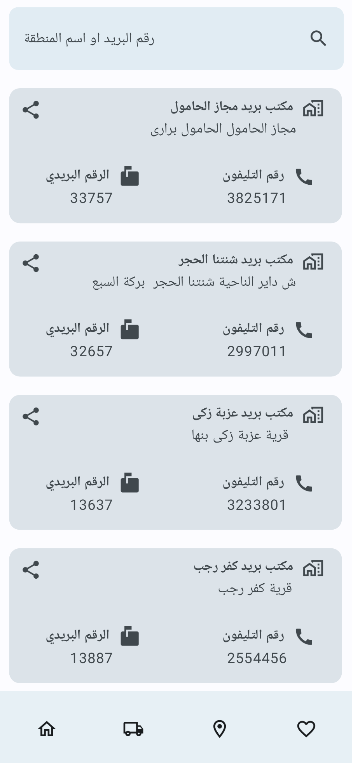 رقم البريد او اسم المنطقة
مكتب بريد مجاز الحامول
مجاز الحامول الحامول برارى
رقم التليفون
الرقم البريدي
3825171
33757
مكتب بريد شنتنا الحجر
ش داير الناحية شنتنا الحجر بركة السبع
رقم التليفون
الرقم البريدي
2997011
32657
مكتب بريد عزبة زكى
قرية عزبة زكى بنها
رقم التليفون
الرقم البريدي
3233801
13637
مكتب بريد كفر رجب
قرية كفر رجب
رقم التليفون
الرقم البريدي
2554456
13887